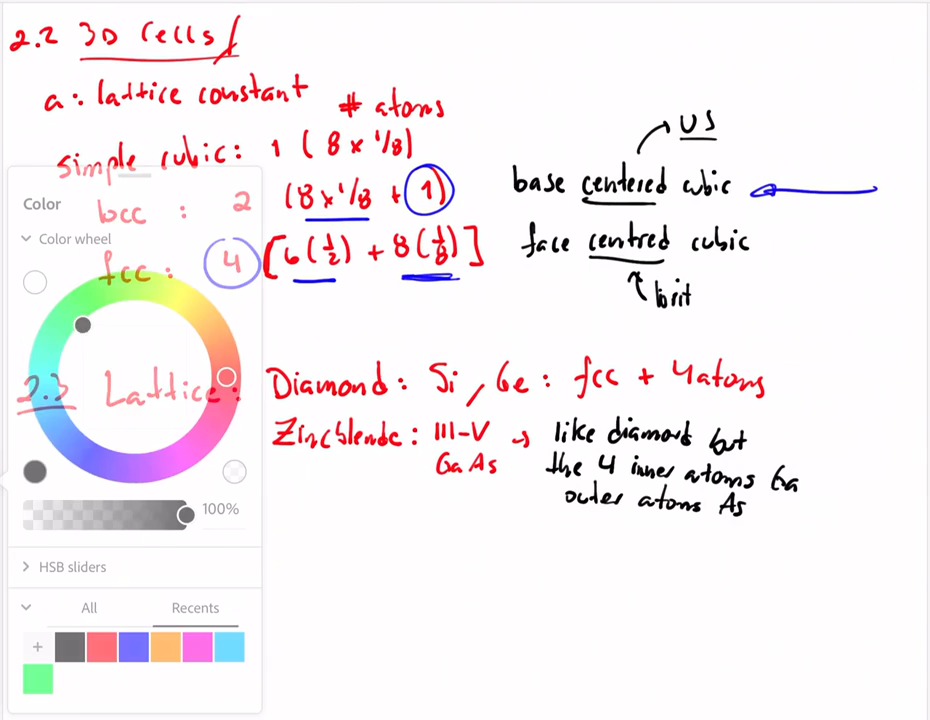 2.2 3D Cells
a: lattice constant
# atoms
simple cubic: 1 (8 x 1/8)
bcc : 2 (8x1/8 + 1)
fcc : 4 [6(1/2) + 8(1/8)]
US
base centered cubic
face centred cubic
brit
2.3 Lattice: Diamond: Si, Ge: fcc + 4 atoms
Zincblende: III-V → like diamond but
GaAs the 4 inner atoms Ga
outer atoms As
Color
Color wheel
100%
HSB sliders
All Recents
+